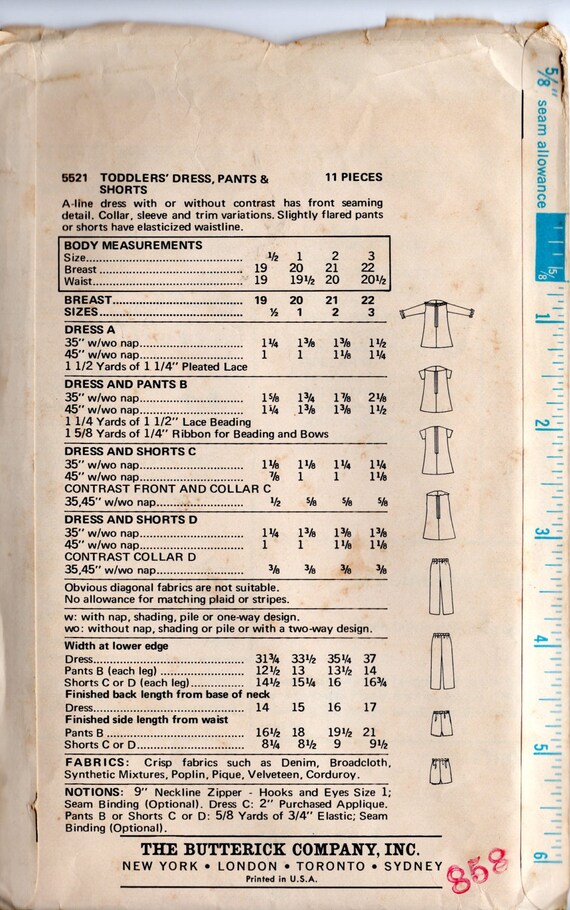 5521 TODDLERS' DRESS, PANTS & 11 PIECES
SHORTS
A-line dress with or without contrast has front seaming
detail. Collar, sleeve and trim variations. Slightly flared pants
or shorts have elasticized waistline.
BODY MEASUREMENTS
Size........ ½ 1 2 3
Breast........ 19 20 21 22
Waist........ 19 19½ 20 20½
BREAST........ 19 20 21 22
SIZES........ ½ 1 2 3
DRESS A
35" w/wo nap........ 1¼ 1⅜ 1⅜ 1½
45" w/wo nap........ 1 1 1⅛ 1¼
1 1/2 Yards of 1 1/4" Pleated Lace
DRESS AND PANTS B
35" w/wo nap........ 1⅝ 1¾ 1⅞ 2⅛
45" w/wo nap........ 1¼ 1⅜ 1⅜ 1½
1 1/4 Yards of 1 1/2" Lace Beading
1 5/8 Yards of 1/4" Ribbon for Beading and Bows
DRESS AND SHORTS C
35" w/wo nap........ 1⅛ 1⅛ 1¼ 1¼
45" w/wo nap........ ⅞ 1 1 1⅛
CONTRAST FRONT AND COLLAR C
35,45" w/wo nap........ ½ ⅝ ⅝ ⅝
DRESS AND SHORTS D
35" w/wo nap........ 1¼ 1⅜ 1⅜ 1⅜
45" w/wo nap........ 1 1 1⅛ 1⅛
CONTRAST COLLAR D
35,45" w/wo nap........ ⅜ ⅜ ⅜ ⅜
Obvious diagonal fabrics are not suitable.
No allowance for matching plaid or stripes.
w: with nap, shading, pile or one-way design.
wo: without nap, shading or pile or with a two-way design.
Width at lower edge
Dress........ 31¾ 33½ 35¼ 37
Pants B (each leg)........ 12½ 13 13½ 14
Shorts C or D (each leg)........ 14½ 15¼ 16 16¾
Finished back length from base of neck
Dress........ 14 15 16 17
Finished side length from waist
Pants B........ 16½ 18 19½ 21
Shorts C or D........ 8¼ 8½ 9 9½
FABRICS: Crisp fabrics such as Denim, Broadcloth,
Synthetic Mixtures, Poplin, Pique, Velveteen, Corduroy.
NOTIONS: 9" Neckline Zipper - Hooks and Eyes Size 1;
Seam Binding (Optional). Dress C: 2" Purchased Applique.
Pants B or Shorts C or D: 5/8 Yards of 3/4" Elastic; Seam
Binding (Optional).
THE BUTTERICK COMPANY, INC.
NEW YORK • LONDON • TORONTO • SYDNEY
Printed in U.S.A.
858
5/8" seam allowance
5/8
1
2
3
4
5
6